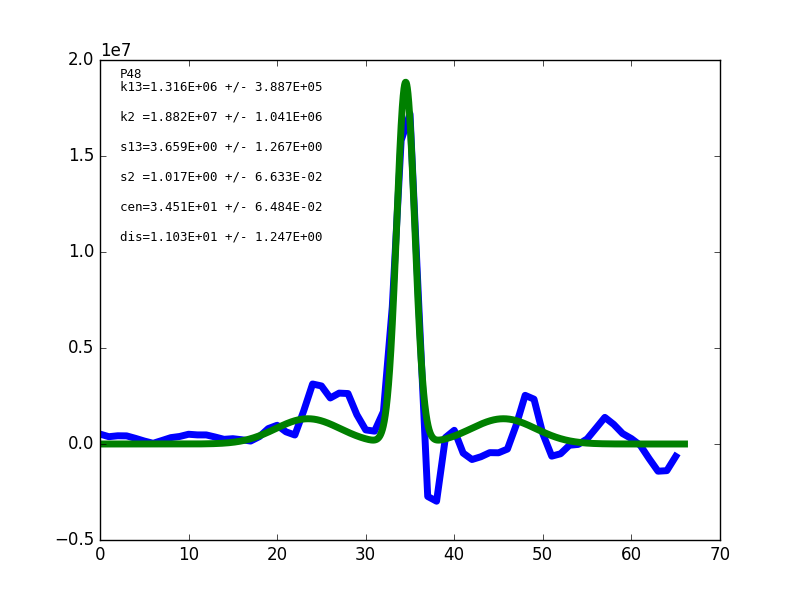 1e7
P48
k13=1.316E+06 +/- 3.887E+05
k2 =1.882E+07 +/- 1.041E+06
s13=3.659E+00 +/- 1.267E+00
s2 =1.017E+00 +/- 6.633E-02
cen=3.451E+01 +/- 6.484E-02
dis=1.103E+01 +/- 1.247E+00
2.0
1.5
1.0
0.5
0.0
−0.5
0 10 20 30 40 50 60 70